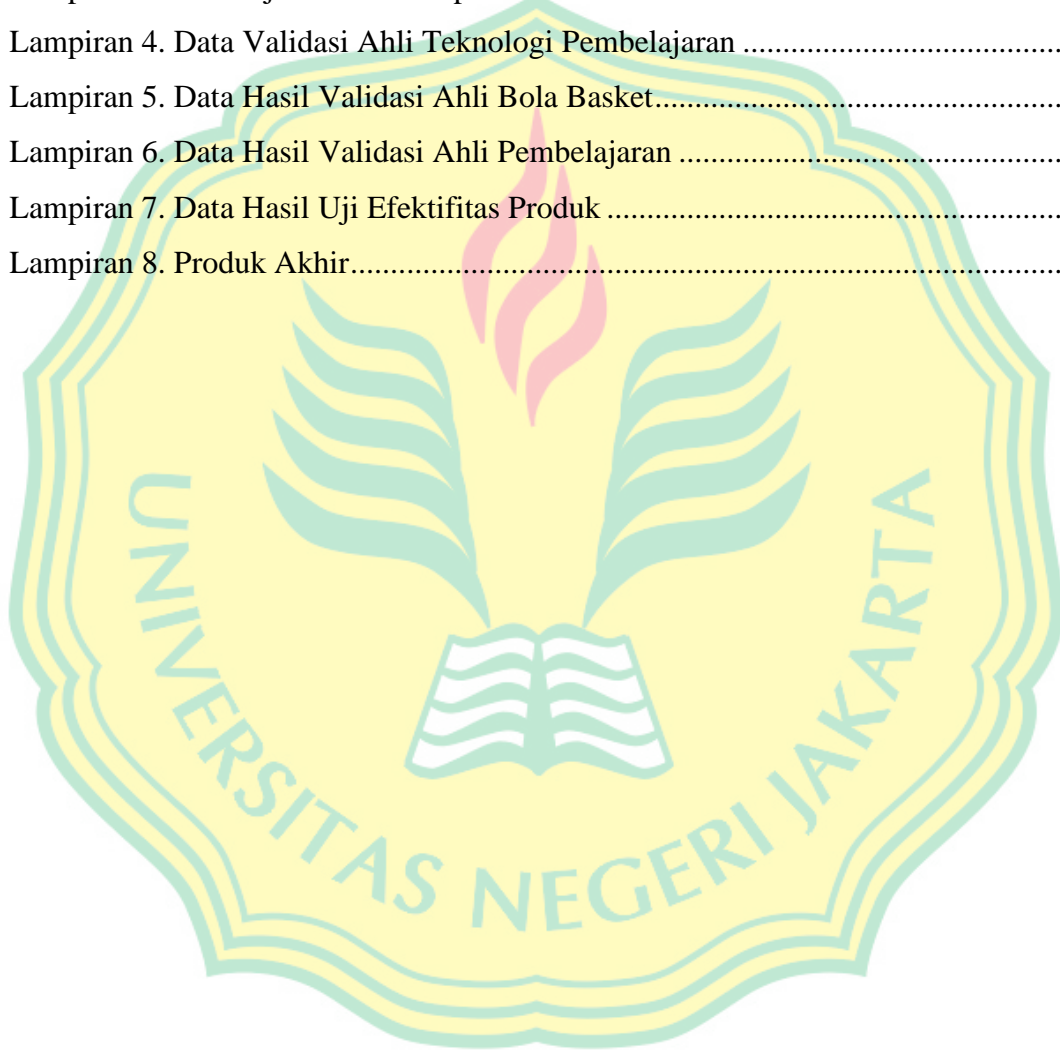 Lampiran 4. Data Validasi Ahli Teknologi Pembelajaran ....................................
Lampiran 5. Data Hasil Validasi Ahli Bola Basket..............................................
Lampiran 6. Data Hasil Validasi Ahli Pembelajaran ...........................................
Lampiran 7. Data Hasil Uji Efektifitas Produk ....................................................
Lampiran 8. Produk Akhir....................................................................................
UNIVERSITAS NEGERI JAKARTA